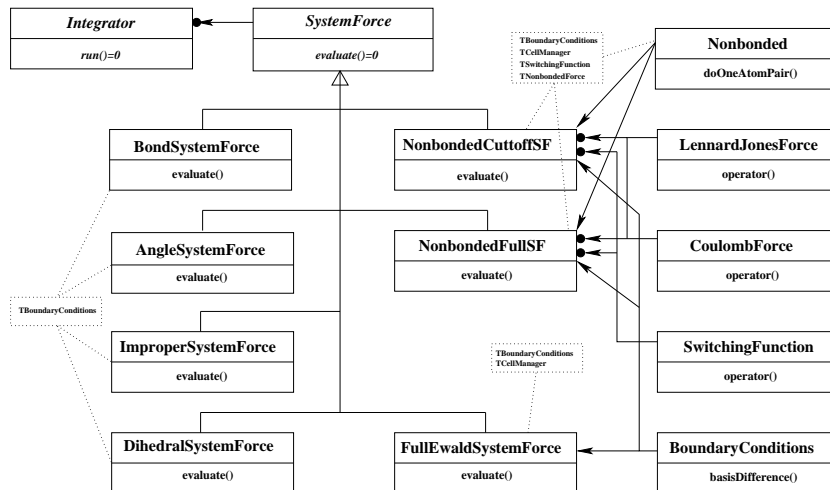 Integrator
run()=0
SystemForce
evaluate()=0
TBoundaryConditions
TCellManager
TSwitchingFunction
TNonbondedForce
Nonbonded
doOneAtomPair()
BondSystemForce
evaluate()
NonbondedCuttoffSF
evaluate()
LennardJonesForce
operator()
AngleSystemForce
evaluate()
NonbondedFullSF
evaluate()
CoulombForce
operator()
TBoundaryConditions
ImproperSystemForce
evaluate()
TBoundaryConditions
TCellManager
SwitchingFunction
operator()
DihedralSystemForce
evaluate()
FullEwaldSystemForce
evaluate()
BoundaryConditions
basisDifference()